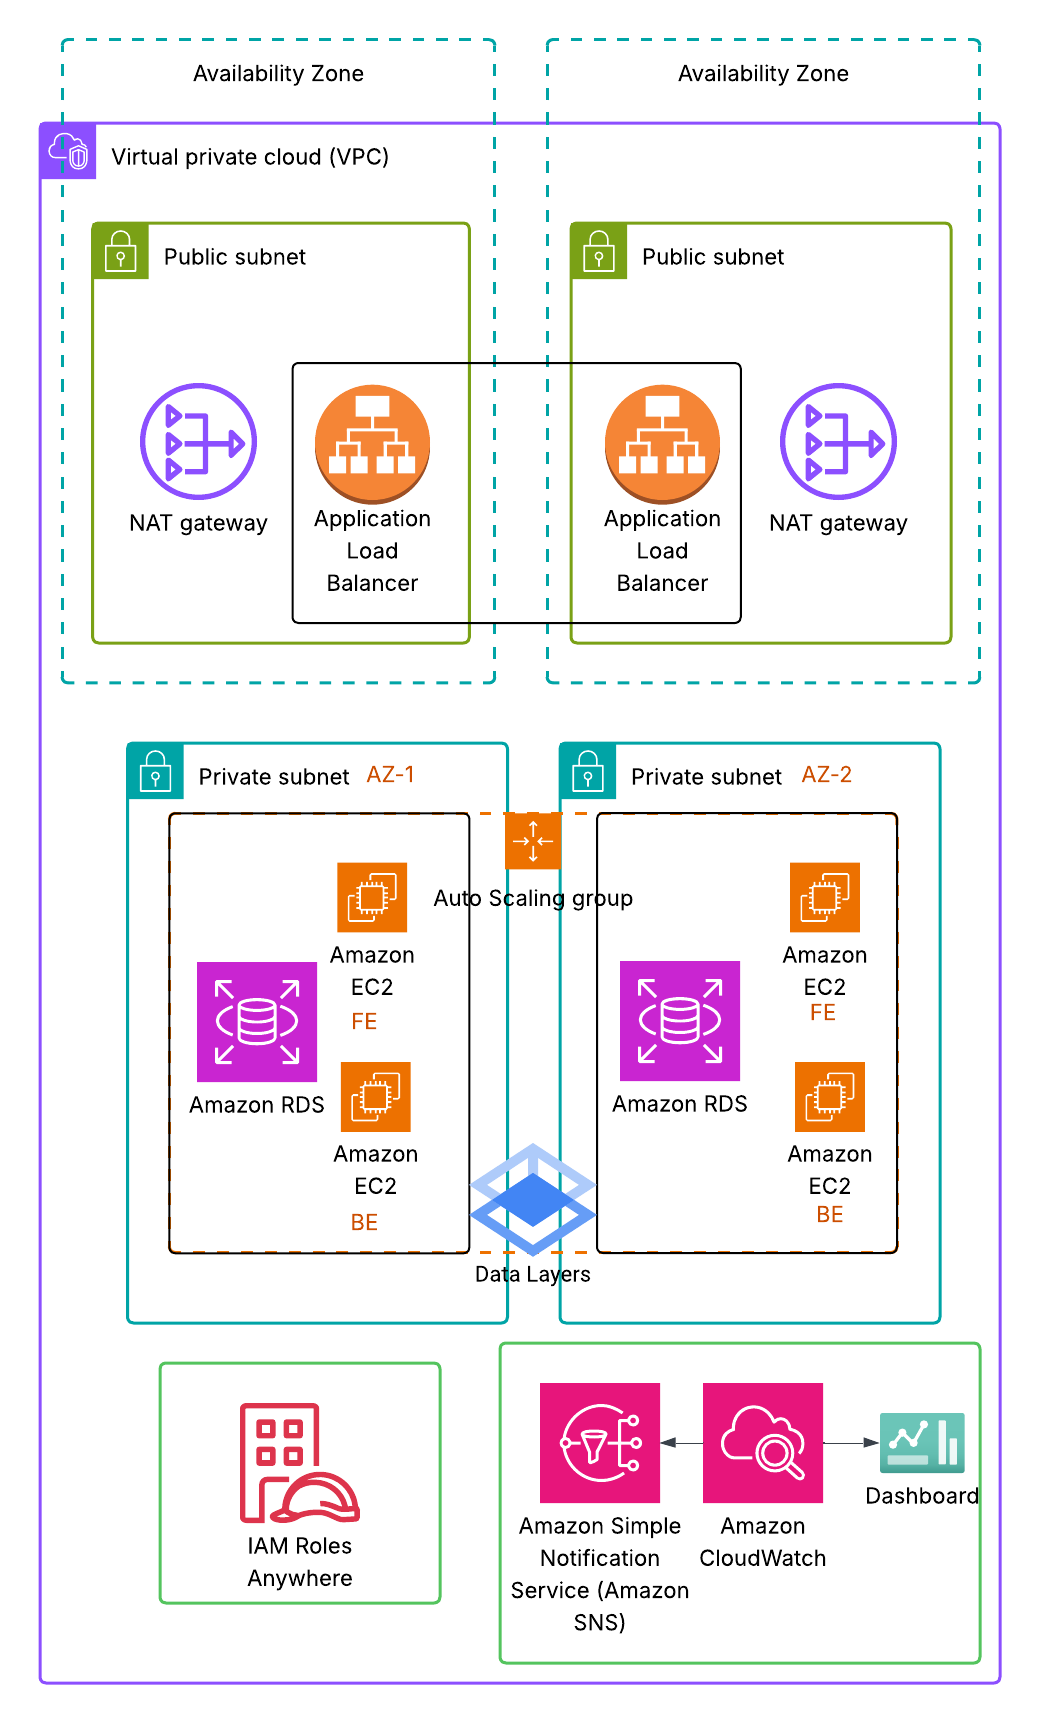 Availability Zone
Availability Zone
Virtual private cloud (VPC)
Public subnet
Public subnet
NAT gateway
Application
Load
Balancer
Application
Load
Balancer
NAT gateway
Private subnet
AZ-1
Private subnet
AZ-2
Auto Scaling group
Amazon
EC2
FE
Amazon RDS
Amazon
EC2
BE
Amazon
EC2
FE
Amazon RDS
Amazon
EC2
BE
Data Layers
IAM Roles
Anywhere
Amazon Simple
Notification
Service (Amazon
SNS)
Amazon
CloudWatch
Dashboard